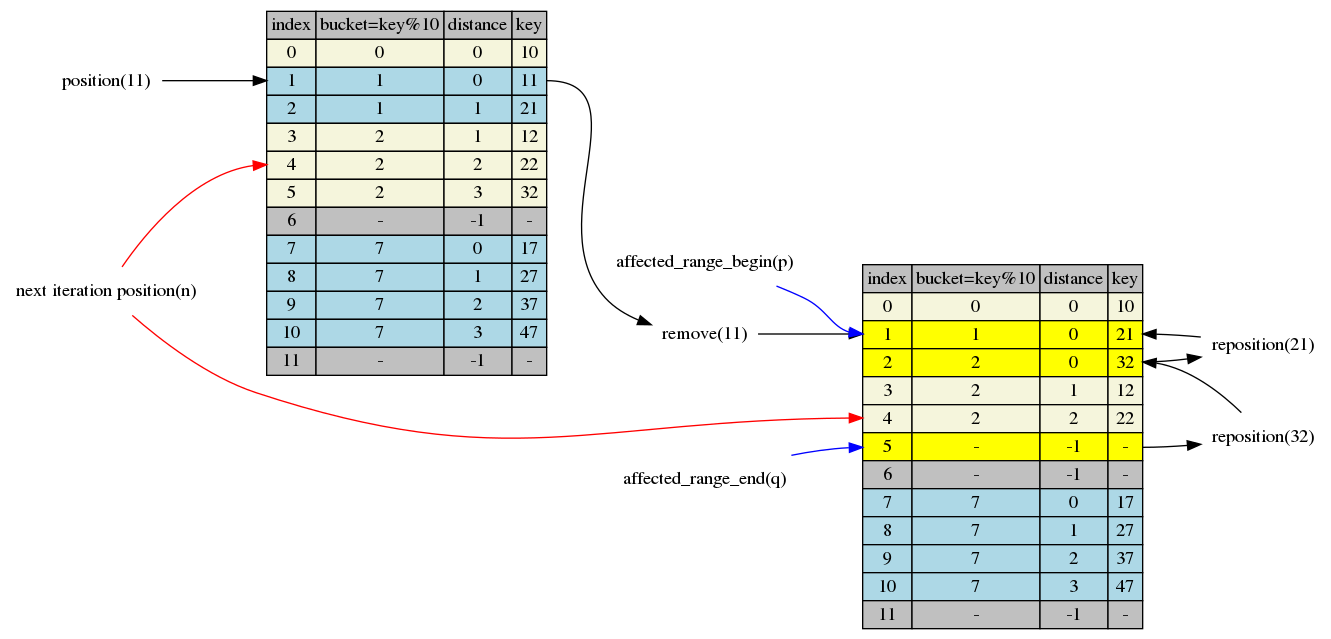 index bucket=key%10 distance key
0 0 0 10
position(11)
1 1 0 11
2 1 1 21
3 2 1 12
4 2 2 22
5 2 3 32
6 - -1 -
7 7 0 17
8 7 1 27
9 7 2 37
10 7 3 47
11 - -1 -
next iteration position(n)
affected_range_begin(p)
remove(11)
affected_range_end(q)
index bucket=key%10 distance key
0 0 0 10
1 1 0 21
2 2 0 32
3 2 1 12
4 2 2 22
5 - -1 -
6 - -1 -
7 7 0 17
8 7 1 27
9 7 2 37
10 7 3 47
11 - -1 -
reposition(21)
reposition(32)